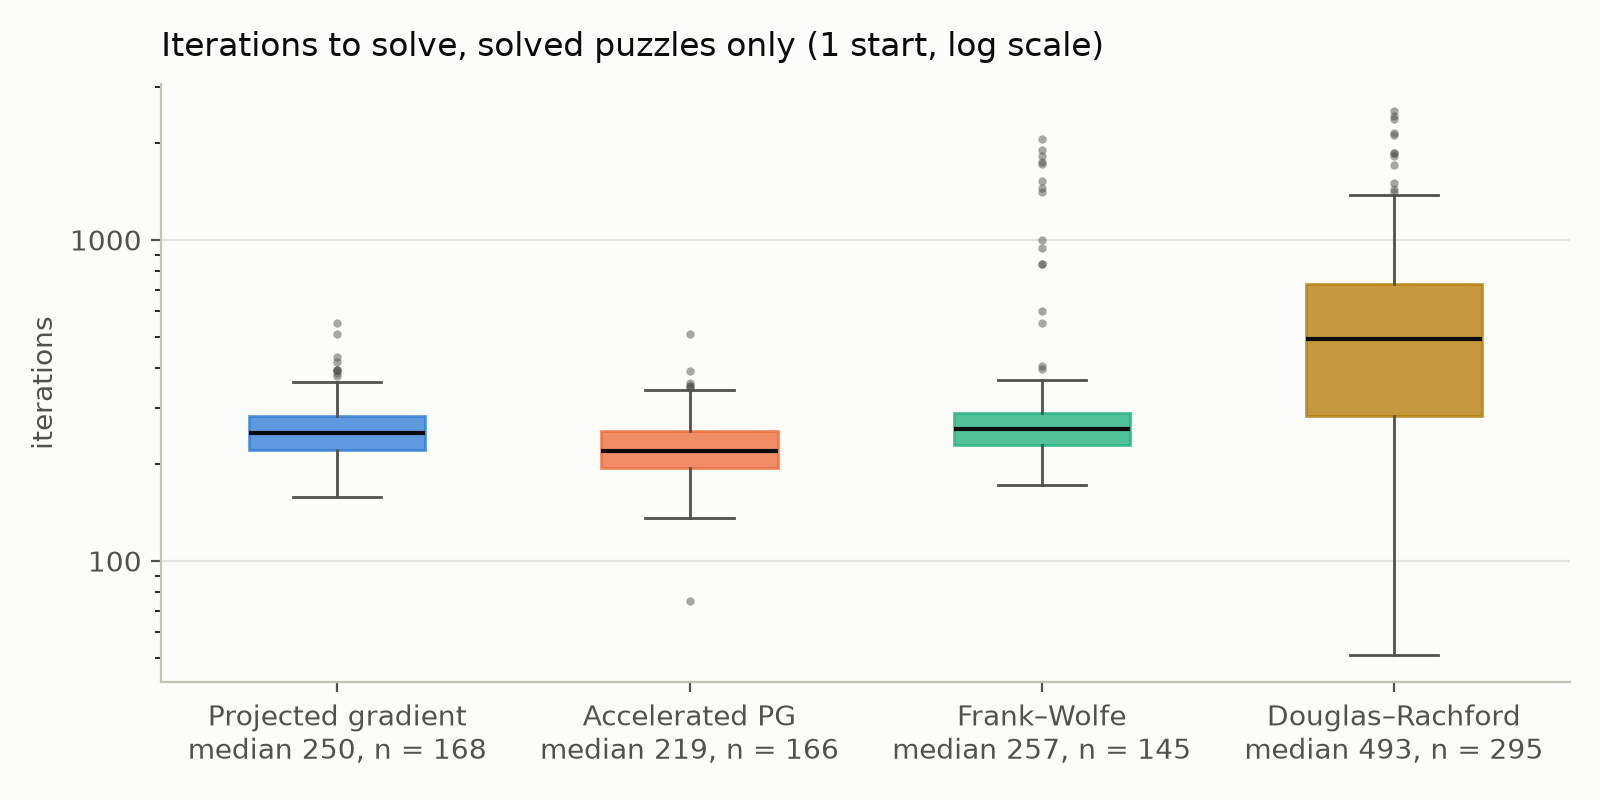 Iterations to solve, solved puzzles only (1 start, log scale)
iterations
1000
100
Projected gradient
median 250, n = 168
Accelerated PG
median 219, n = 166
Frank–Wolfe
median 257, n = 145
Douglas–Rachford
median 493, n = 295